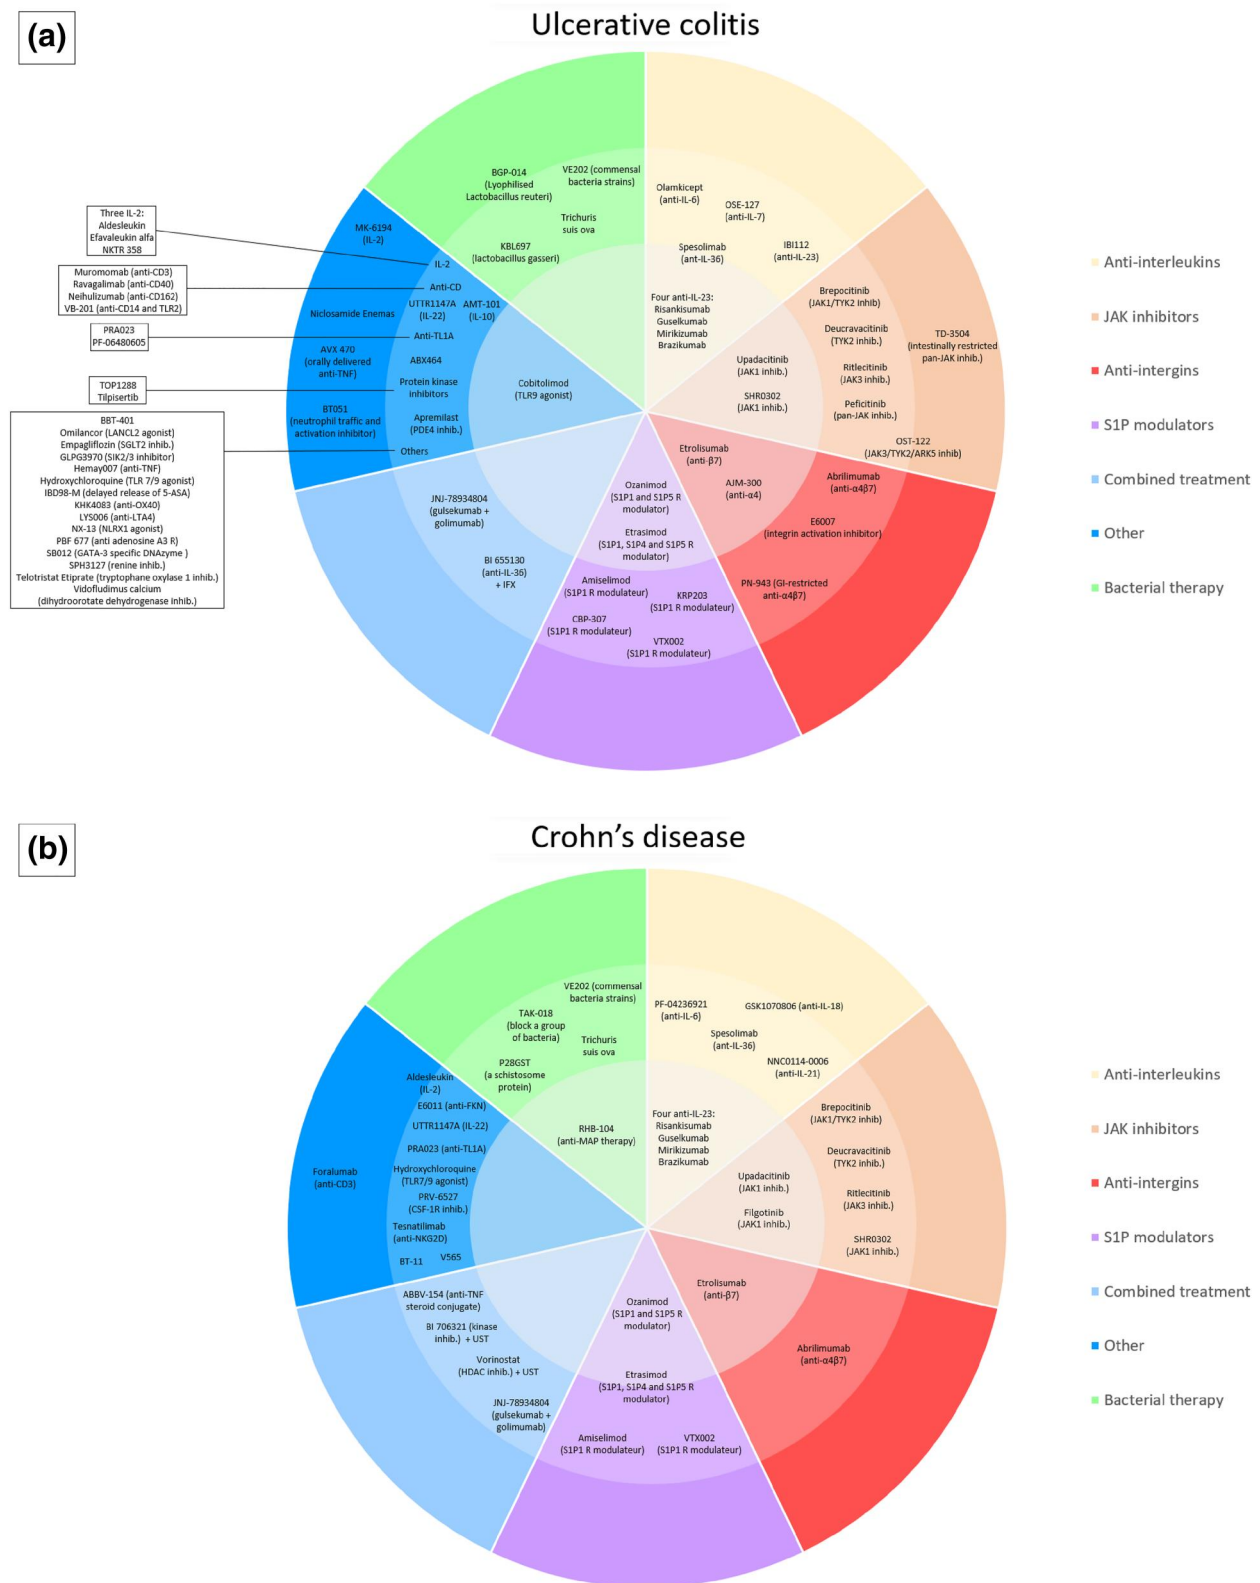 (a)
Ulcerative colitis
BGP-014
(Lyophilised
Lactobacillus reuteri)
VE202 (commensal
bacteria strains)
Trichuris
suis ova
KBL697
(lactobacillus gasseri)
Olamkicept
(anti-IL-6)
OSE-127
(anti-IL-7)
Spesolimab
(ant-IL-36)
IBI112
(anti-IL-23)
Four anti-IL-23:
Risankisumab
Guselkumab
Mirikizumab
Brazikumab
Brepocitinib
(JAK1/TYK2 inhib)
Deucravacitinib
(TYK2 inhib.)
TD-3504
(intestinally restricted
pan-JAK inhib.)
Upadacitinib
(JAK1 inhib.)
Ritlecitinib
(JAK3 inhib.)
SHR0302
(JAK1 inhib.)
Peficitinib
(pan-JAK inhib.)
OST-122
(JAK3/TYK2/ARK5 inhib)
Etrolisumab
(anti-β7)
AJM-300
(anti-α4)
Abrilimumab
(anti-α4β7)
E6007
(integrin activation inhibitor)
PN-943 (GI-restricted
anti-α4β7)
Ozanimod
(S1P1 and S1P5 R
modulator)
Etrasimod
(S1P1, S1P4 and S1P5 R
modulator)
Amiselimod
(S1P1 R modulateur)
KRP203
(S1P1 R modulateur)
CBP-307
(S1P1 R modulateur)
VTX002
(S1P1 R modulateur)
JNJ-78934804
(gulsekumab +
golimumab)
BI 655130
(anti-IL-36)
+ IFX
MK-6194
(IL-2)
IL-2
Anti-CD
UTTR1147A
(IL-22)
AMT-101
(IL-10)
Niclosamide Enemas
Anti-TL1A
AVX 470
(orally delivered
anti-TNF)
ABX464
Protein kinase
inhibitors
Cobitolimod
(TLR9 agonist)
BT051
(neutrophil traffic and
activation inhibitor)
Apremilast
(PDE4 inhib.)
Others
Three IL-2:
Aldesleukin
Efavaleukin alfa
NKTR 358
Muromomab (anti-CD3)
Ravagalimab (anti-CD40)
Neihulizumab (anti-CD162)
VB-201 (anti-CD14 and TLR2)
PRA023
PF-06480605
TOP1288
Tilpisertib
BBT-401
Omilancor (LANCL2 agonist)
Empagliflozin (SGLT2 inhib.)
GLPG3970 (SIK2/3 inhibitor)
Hemay007 (anti-TNF)
Hydroxychloroquine (TLR 7/9 agonist)
IBD98-M (delayed release of 5-ASA)
KHK4083 (anti-OX40)
LYS006 (anti-LTA4)
NX-13 (NLRX1 agonist)
PBF 677 (anti adenosine A3 R)
SB012 (GATA-3 specific DNAzyme )
SPH3127 (renine inhib.)
Telotristat Etiprate (tryptophane oxylase 1 inhib.)
Vidofludimus calcium
(dihydroorotate dehydrogenase inhib.)
Anti-interleukins
JAK inhibitors
Anti-intergins
S1P modulators
Combined treatment
Other
Bacterial therapy
(b)
Crohn's disease
VE202 (commensal
bacteria strains)
TAK-018
(block a group
of bacteria)
Trichuris
suis ova
P28GST
(a schistosome
protein)
RHB-104
(anti-MAP therapy)
PF-04236921
(anti-IL-6)
GSK1070806 (anti-IL-18)
Spesolimab
(ant-IL-36)
NNC0114-0006
(anti-IL-21)
Four anti-IL-23:
Risankisumab
Guselkumab
Mirikizumab
Brazikumab
Brepocitinib
(JAK1/TYK2 inhib)
Deucravacitinib
(TYK2 inhib.)
Upadacitinib
(JAK1 inhib.)
Ritlecitinib
(JAK3 inhib.)
Filgotinib
(JAK1 inhib.)
SHR0302
(JAK1 inhib.)
Etrolisumab
(anti-β7)
Abrilimumab
(anti-α4β7)
Ozanimod
(S1P1 and S1P5 R
modulator)
Etrasimod
(S1P1, S1P4 and S1P5 R
modulator)
Amiselimod
(S1P1 R modulateur)
VTX002
(S1P1 R modulateur)
ABBV-154 (anti-TNF
steroid conjugate)
BI 706321 (kinase
inhib.) + UST
Vorinostat
(HDAC inhib.) + UST
JNJ-78934804
(gulsekumab +
golimumab)
Aldesleukin
(IL-2)
E6011 (anti-FKN)
UTTR1147A (IL-22)
PRA023 (anti-TL1A)
Foralumab
(anti-CD3)
Hydroxychloroquine
(TLR7/9 agonist)
PRV-6527
(CSF-1R inhib.)
Tesnatilimab
(anti-NKG2D)
BT-11
V565
Anti-interleukins
JAK inhibitors
Anti-intergins
S1P modulators
Combined treatment
Other
Bacterial therapy